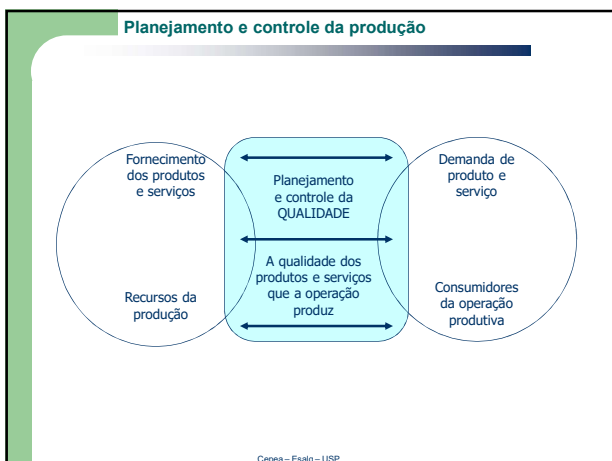 Planejamento e controle da produção
Fornecimento
dos produtos
e serviços
Recursos da
produção
Planejamento
e controle da
QUALIDADE
A qualidade dos
produtos e serviços
que a operação
produz
Demanda de
produto e
serviço
Consumidores
da operação
produtiva
Cepea – Esalq – USP